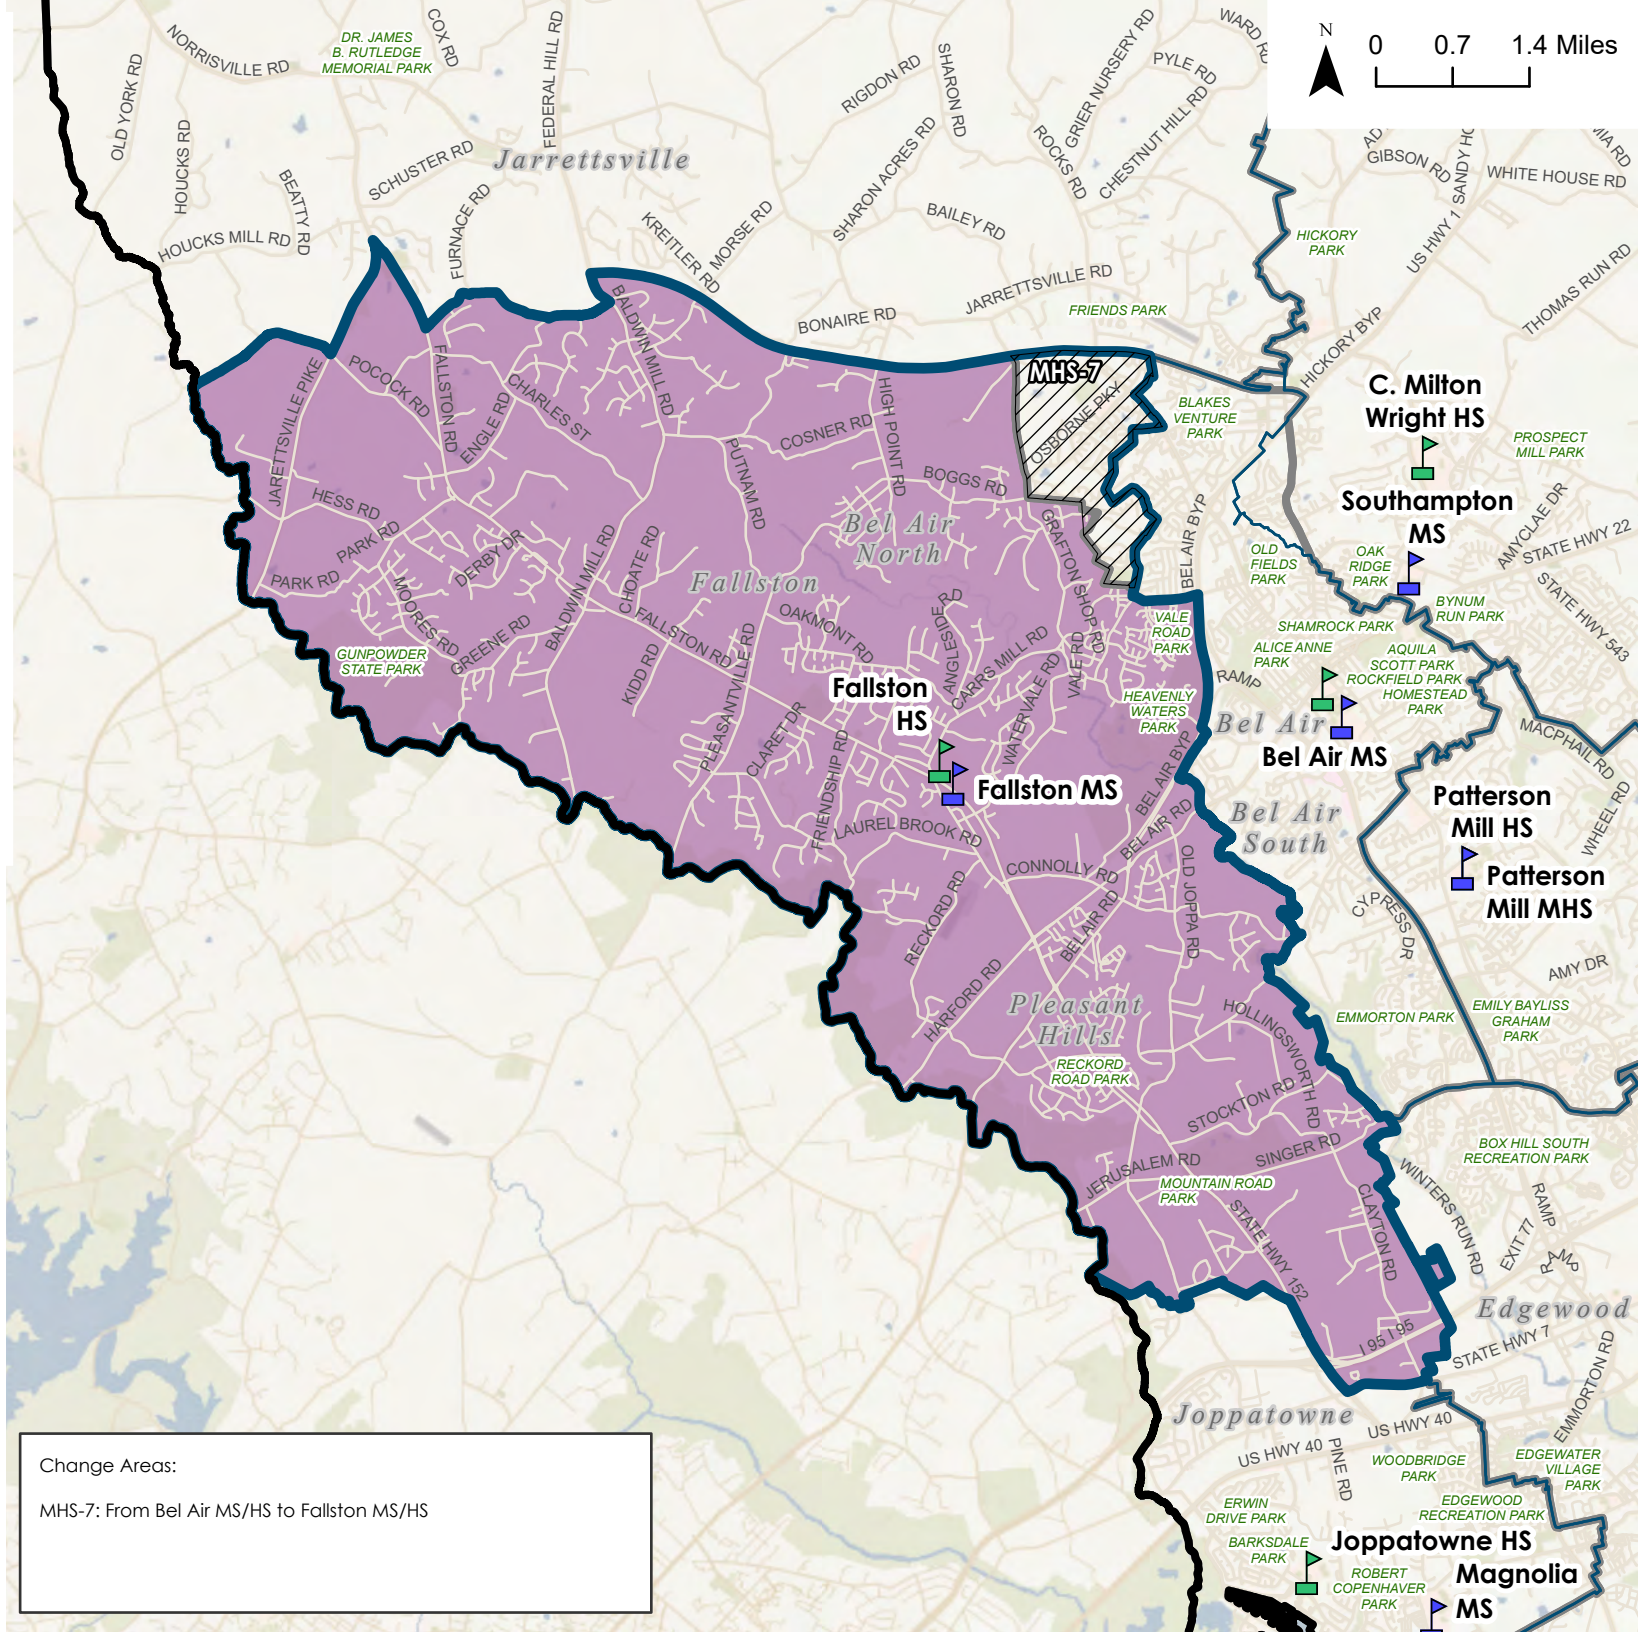 N
0 0.7 1.4 Miles
WARD RD
COX RD
NORRISVILLE RD
DR. JAMES
B. RUTLEDGE
MEMORIAL PARK
FEDERAL HILL RD
OLD YORK RD
RIGDON RD
SHARON RD
GRIER NURSERY RD
PYLE RD
CHESTNUT HILL RD
ROCKS RD
HOUCKS RD
SCHUSTER RD
Jarrettsville
SHARON ACRES RD
GIBSON RD
WHITE HOUSE RD
BEATTY RD
FURNACE RD
KREITLER RD
MORSE RD
BAILEY RD
HICKORY
PARK
US HWY 1
THOMAS RUN RD
HOUCKS MILL RD
JARRETTSVILLE RD
BONAIRE RD
FRIENDS PARK
HICKORY BYP
BALDWIN MILL RD
JARRETTSVILLE PIKE
POCOCK RD
FALLSTON RD
ENGLE RD
CHARLES ST
HIGH POINT RD
COSNER RD
PUTNAM RD
BOGGS RD
MHS-7
OSBORNE PKY
BLAKES
VENTURE
PARK
C. Milton
Wright HS
PROSPECT
MILL PARK
Southampton
MS
AMYCLAE DR
STATE HWY 22
STATE HWY 543
HESS RD
PARK RD
PARK RD
DERBY DR
MOORES RD
GREENE RD
BALDWIN MILL RD
CHOATE RD
Bel Air
North
Fallston
GRAFTON SHOP RD
BEL AIR BYP
OLD
FIELDS
PARK
OAK
RIDGE
PARK
BYNUM
RUN PARK
SHAMROCK PARK
ALICE ANNE
PARK
AQUILA
SCOTT PARK
ROCKFIELD PARK
HOMESTEAD
PARK
GUNPOWDER
STATE PARK
FALLSTON RD
KIDD RD
PLEASANTVILLE RD
OAKMONT RD
ANGLESIDE RD
CARRS MILL RD
WATERVALE RD
VALE RD
VALE
ROAD
PARK
HEAVENLY
WATERS
PARK
RAMP
Bel Air
Bel Air MS
MACPHAIL RD
WHEEL RD
Fallston
HS
Fallston MS
CLARET DR
FRIENDSHIP RD
LAUREL BROOK RD
BEL AIR BYP
BELAIR RD
Bel Air
South
Patterson
Mill HS
Patterson
Mill MHS
CYPRESS DR
AMY DR
CONNOLLY RD
OLD JOPPA RD
RECKORD RD
BELAIR RD
HARFORD RD
Pleasant
Hills
RECKORD
ROAD PARK
HOLLINGSWORTH RD
EMMORTON PARK
EMILY BAYLISS
GRAHAM
PARK
STOCKTON RD
SINGER RD
JERUSALEM RD
MOUNTAIN ROAD
PARK
STATE HWY 152
CLAYTON RD
BOX HILL SOUTH
RECREATION PARK
WINTERS RUN RD
RAMP
EXIT 77
RAMP
Edgewood
I 95 I 95
STATE HWY 7
EMMORTON RD
Joppatowne
US HWY 40
US HWY 40
PINE RD
WOODBRIDGE
PARK
EDGEWATER
VILLAGE
PARK
EDGEWOOD
RECREATION PARK
ERWIN
DRIVE PARK
BARKSDALE
PARK
Joppatowne HS
ROBERT
COPENHAVER
PARK
Magnolia
MS
Change Areas:
MHS-7: From Bel Air MS/HS to Fallston MS/HS